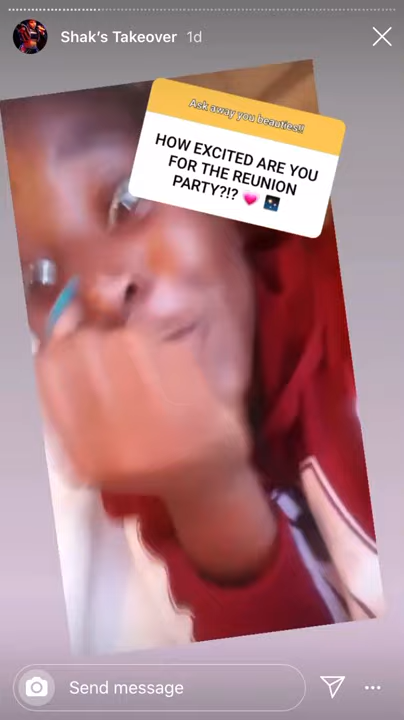 Shak's Takeover 1d
Ask away you beauties!!
HOW EXCITED ARE YOU
FOR THE REUNION
PARTY?!? 💗 🎆
Send message